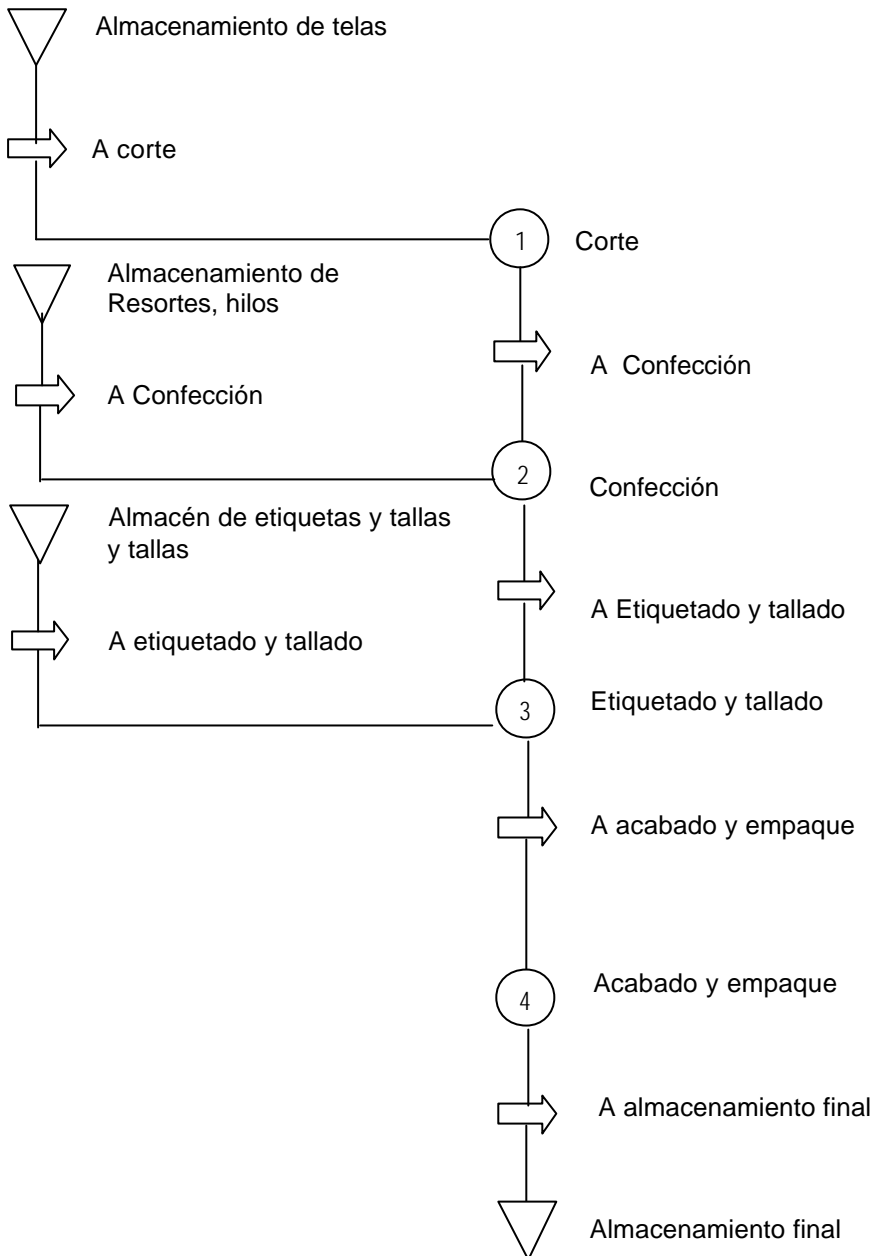 Almacenamiento de telas
A corte
1
Corte
Almacenamiento de
Resortes, hilos
A Confección
A Confección
2
Confección
Almacén de etiquetas y tallas
y tallas
A Etiquetado y tallado
A etiquetado y tallado
3
Etiquetado y tallado
A acabado y empaque
4
Acabado y empaque
A almacenamiento final
Almacenamiento final